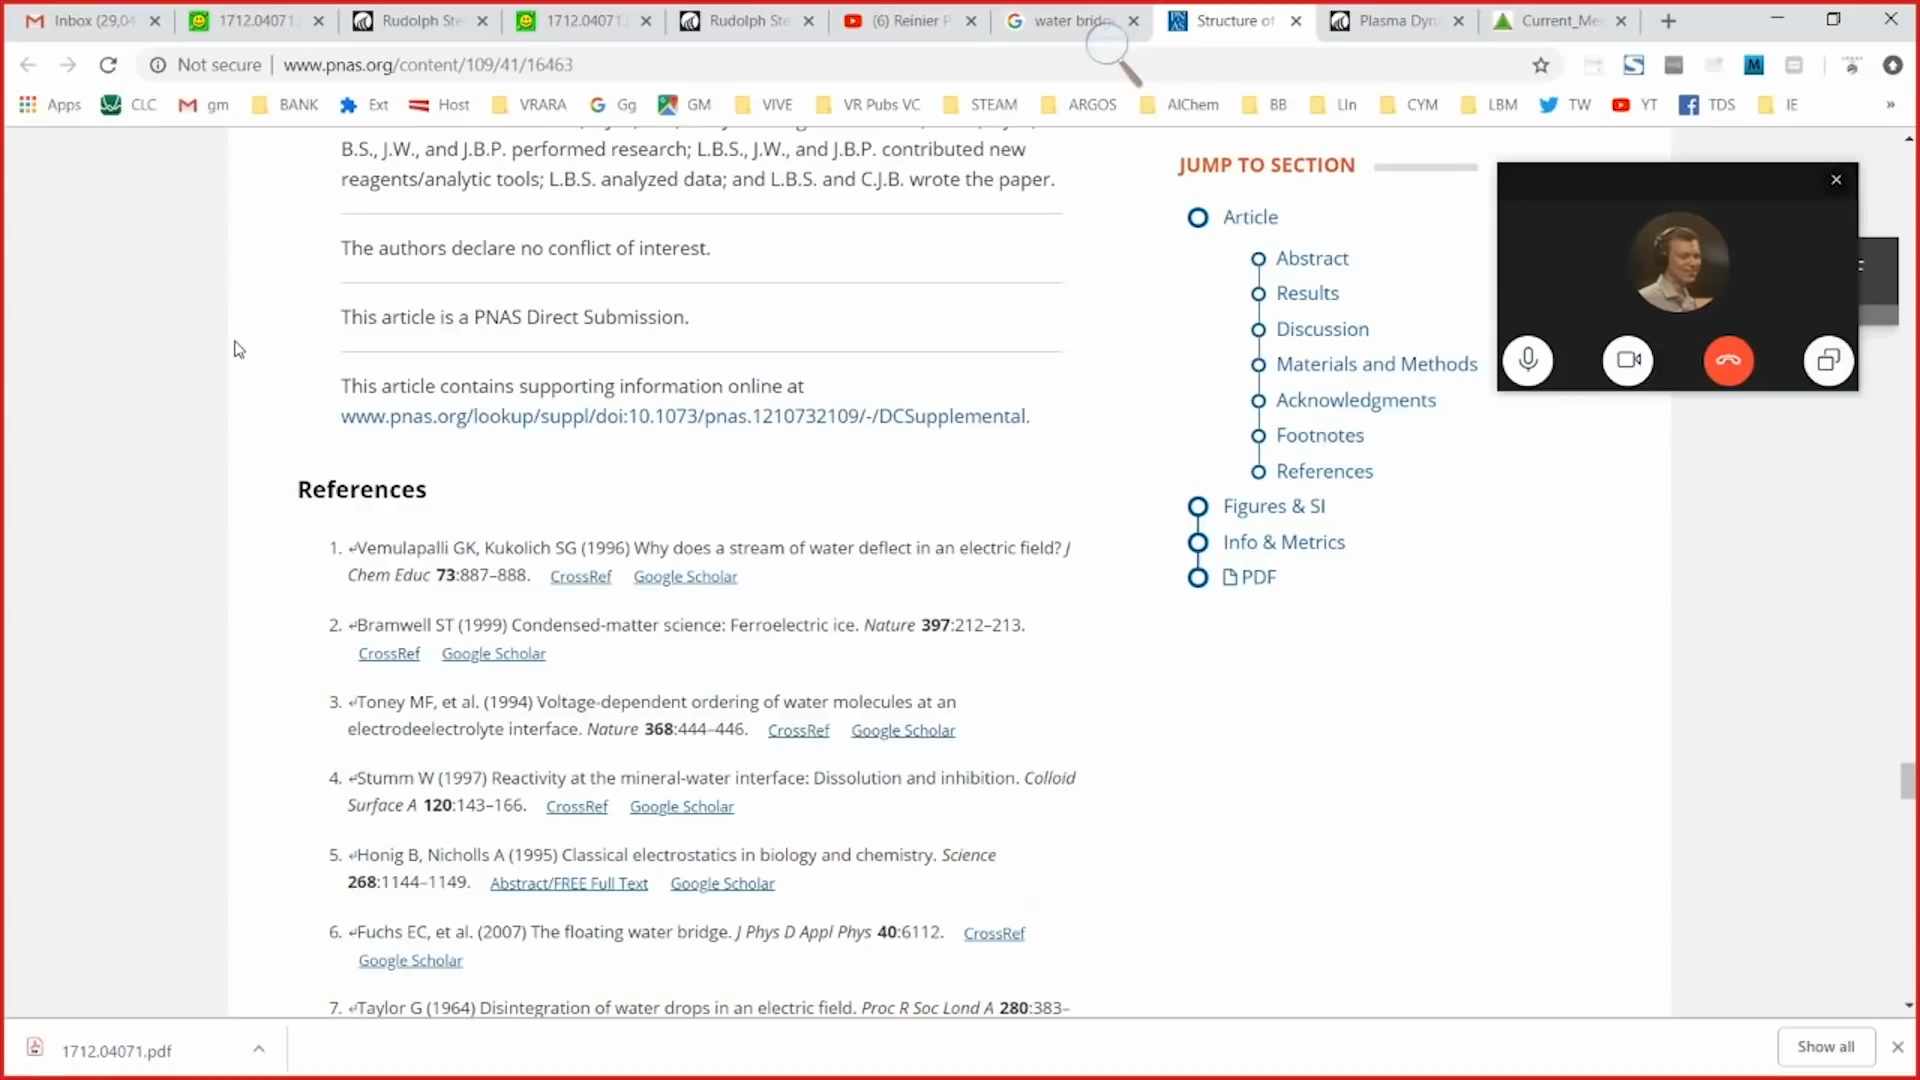 Inbox (29,04
1712.04071.
Rudolph Ste
1712.04071.
Rudolph Ste
(6) Reinier P
water bridg
Structure of
Plasma Dyn
Current_Me
Not secure | www.pnas.org/content/109/41/16463
Apps CLC gm BANK Ext Host VRARA Gg GM VIVE VR Pubs VC STEAM ARGOS AIChem BB LIn CYM LBM TW YT TDS IE »
B.S., J.W., and J.B.P. performed research; L.B.S., J.W., and J.B.P. contributed new
reagents/analytic tools; L.B.S. analyzed data; and L.B.S. and C.J.B. wrote the paper.
The authors declare no conflict of interest.
This article is a PNAS Direct Submission.
This article contains supporting information online at
www.pnas.org/lookup/suppl/doi:10.1073/pnas.1210732109/-/DCSupplemental.
References
1. ↵Vemulapalli GK, Kukolich SG (1996) Why does a stream of water deflect in an electric field? J
Chem Educ 73:887–888. CrossRef Google Scholar
2. ↵Bramwell ST (1999) Condensed-matter science: Ferroelectric ice. Nature 397:212–213.
CrossRef Google Scholar
3. ↵Toney MF, et al. (1994) Voltage-dependent ordering of water molecules at an
electrodeelectrolyte interface. Nature 368:444–446. CrossRef Google Scholar
4. ↵Stumm W (1997) Reactivity at the mineral-water interface: Dissolution and inhibition. Colloid
Surface A 120:143–166. CrossRef Google Scholar
5. ↵Honig B, Nicholls A (1995) Classical electrostatics in biology and chemistry. Science
268:1144–1149. Abstract/FREE Full Text Google Scholar
6. ↵Fuchs EC, et al. (2007) The floating water bridge. J Phys D Appl Phys 40:6112. CrossRef
Google Scholar
7. ↵Taylor G (1964) Disintegration of water drops in an electric field. Proc R Soc Lond A 280:383–
JUMP TO SECTION
Article
Abstract
Results
Discussion
Materials and Methods
Acknowledgments
Footnotes
References
Figures & SI
Info & Metrics
PDF
1712.04071.pdf
Show all